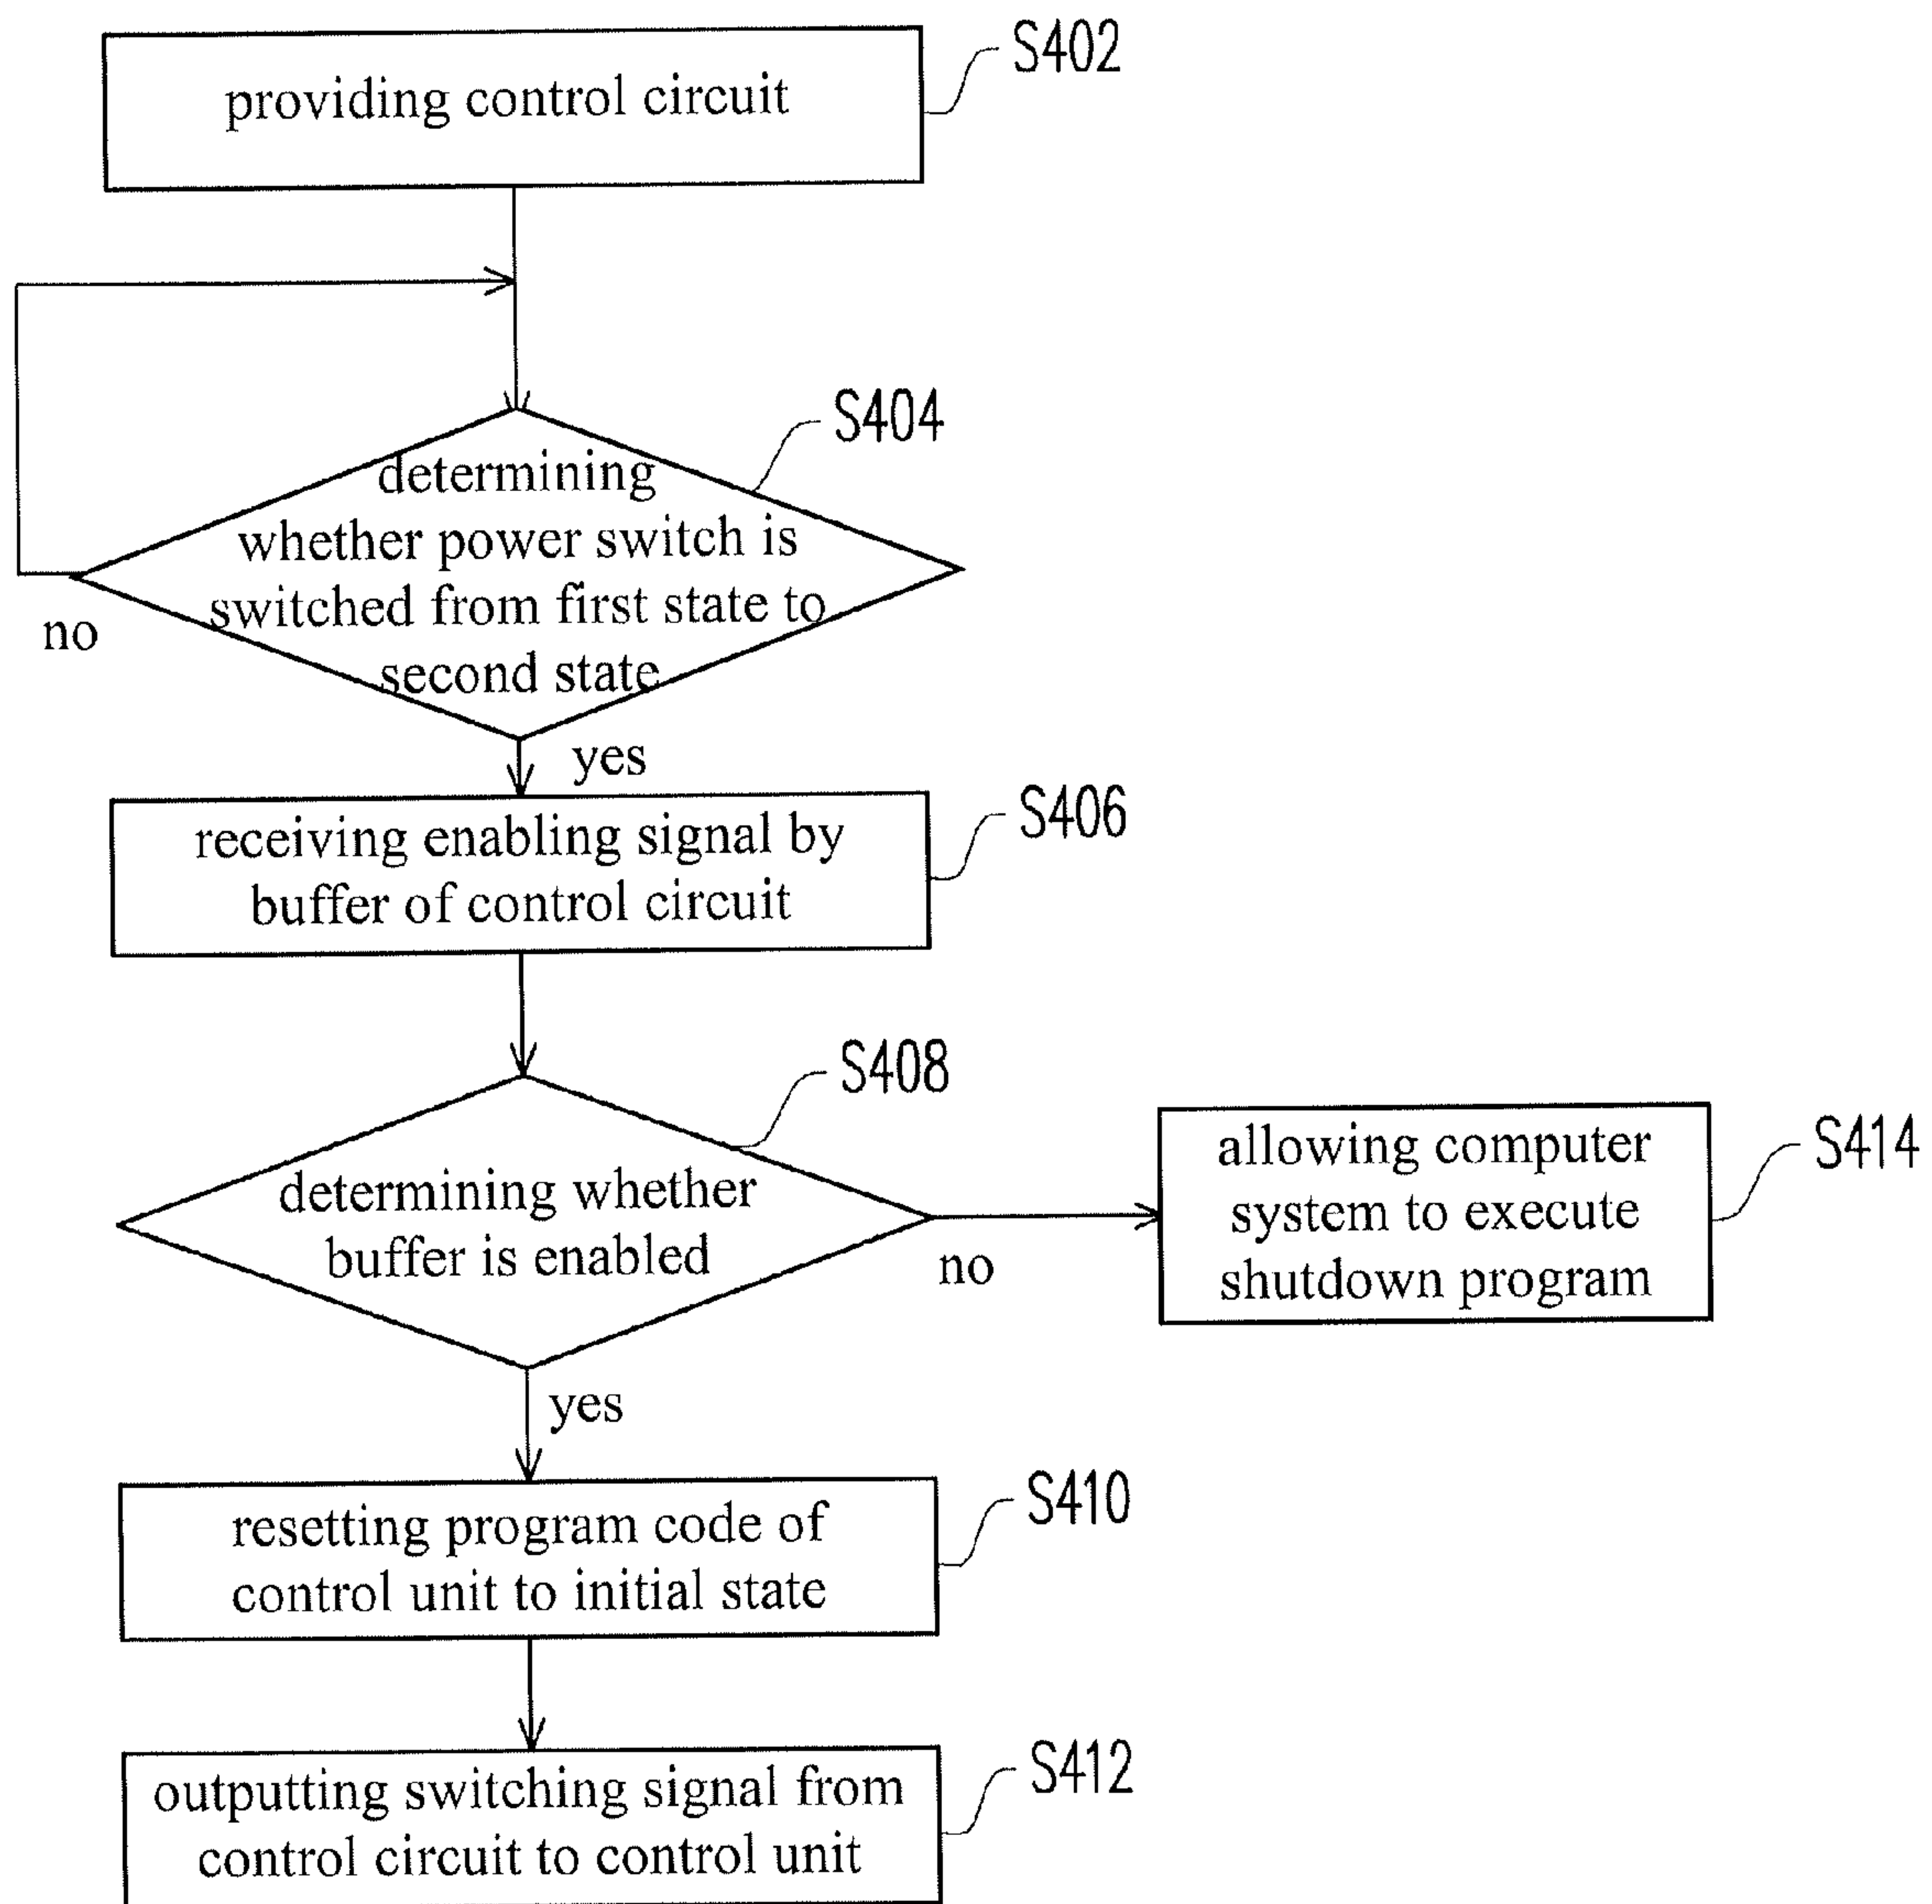 S402
providing control circuit
S404
determining
whether power switch is
switched from first state to
second state
no
yes
S406
receiving enabling signal by
buffer of control circuit
S408
determining whether
buffer is enabled
no
S414
allowing computer
system to execute
shutdown program
yes
S410
resetting program code of
control unit to initial state
S412
outputting switching signal from
control circuit to control unit